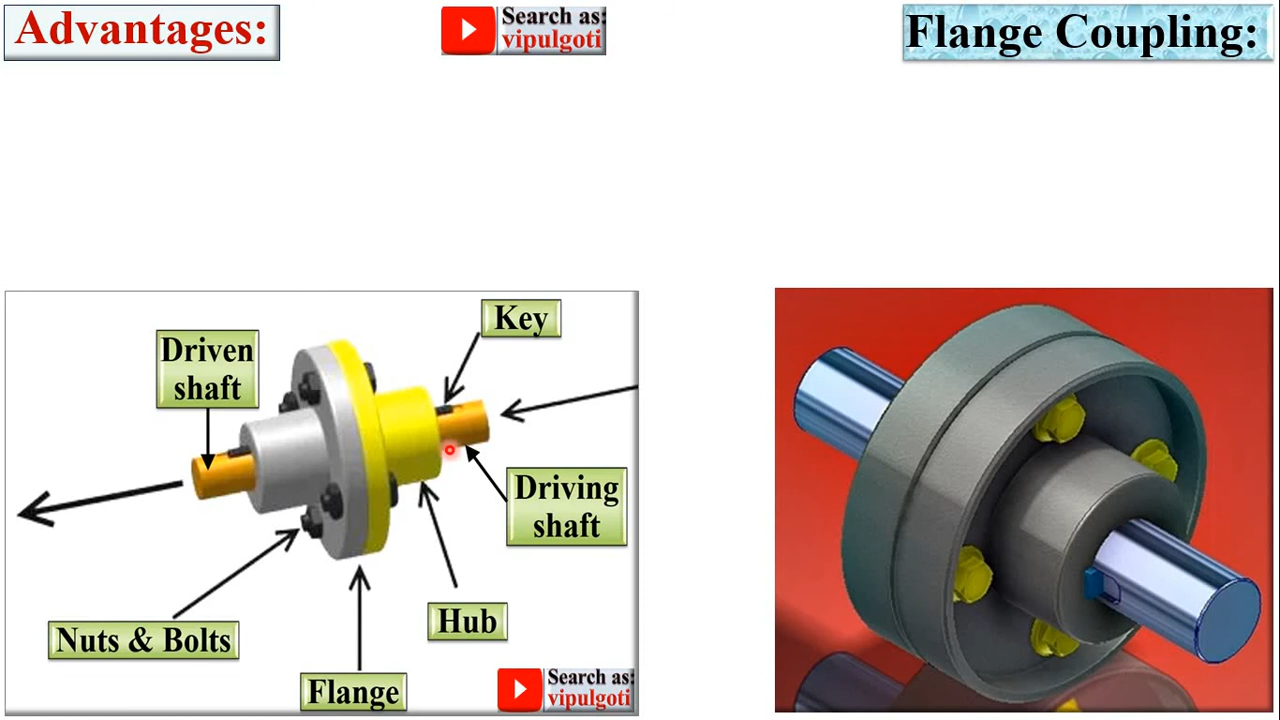 Advantages:
Search as:
vipulgoti
Flange Coupling:
Key
Driven
shaft
Driving
shaft
Hub
Nuts & Bolts
Flange
Search as:
vipulgoti